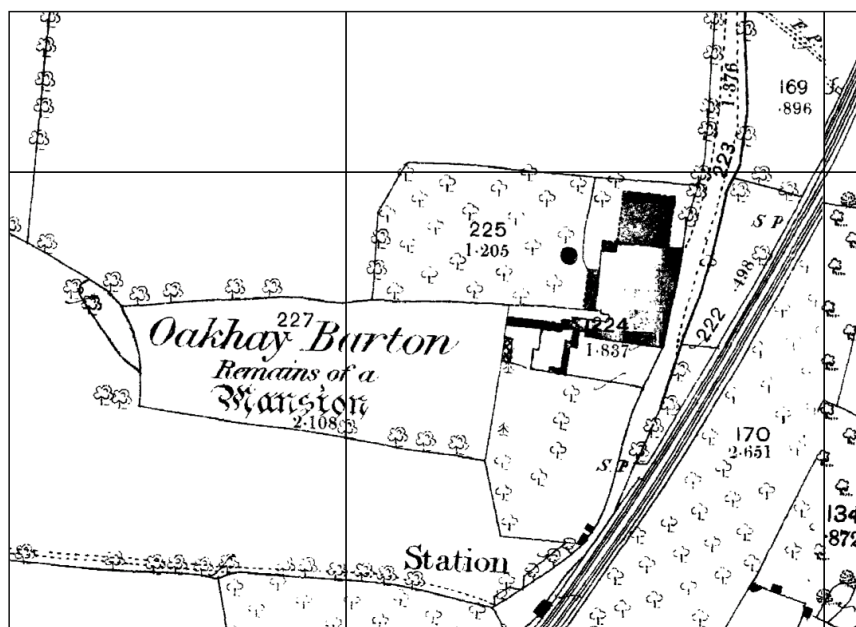 F.P.
169
.896
1.376
223
225
1.205
S.P.
.498
222
224
1.837
227
Oakhay Barton
Remains of a
Mansion
2.108
170
2.651
S.P.
134
.872
Station